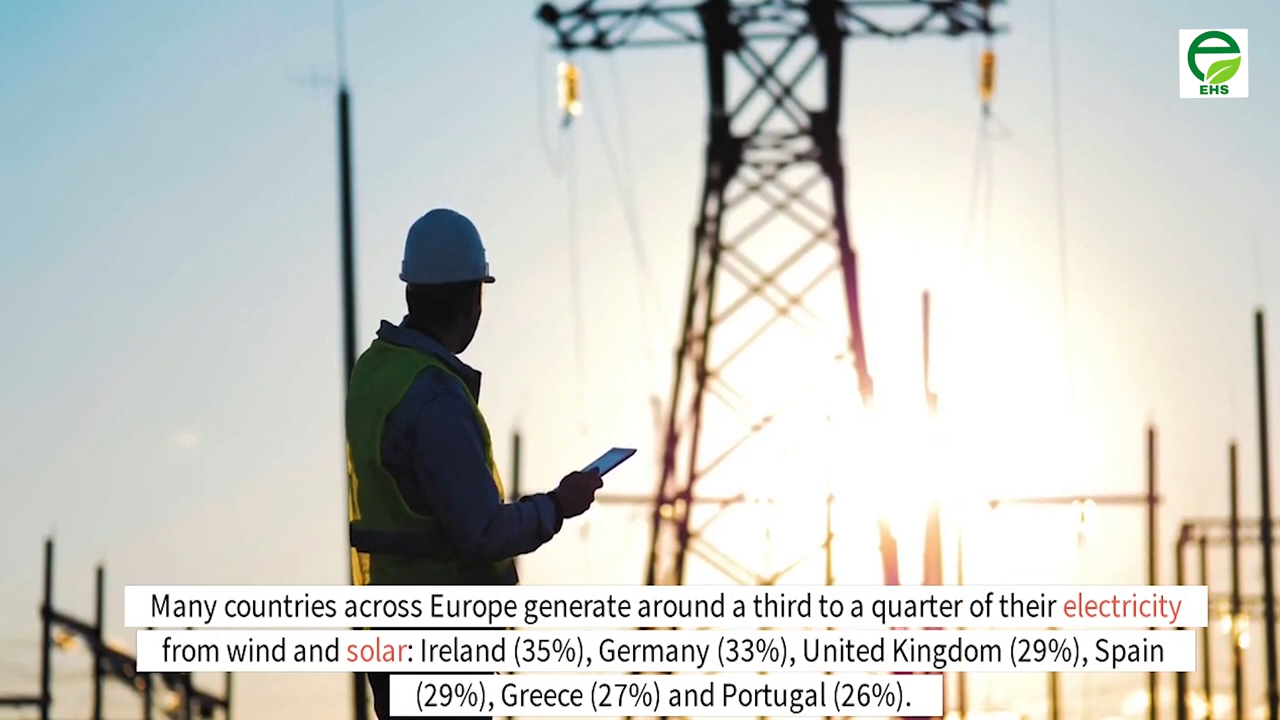 EHS
Many countries across Europe generate around a third to a quarter of their electricity
from wind and solar: Ireland (35%), Germany (33%), United Kingdom (29%), Spain
(29%), Greece (27%) and Portugal (26%).